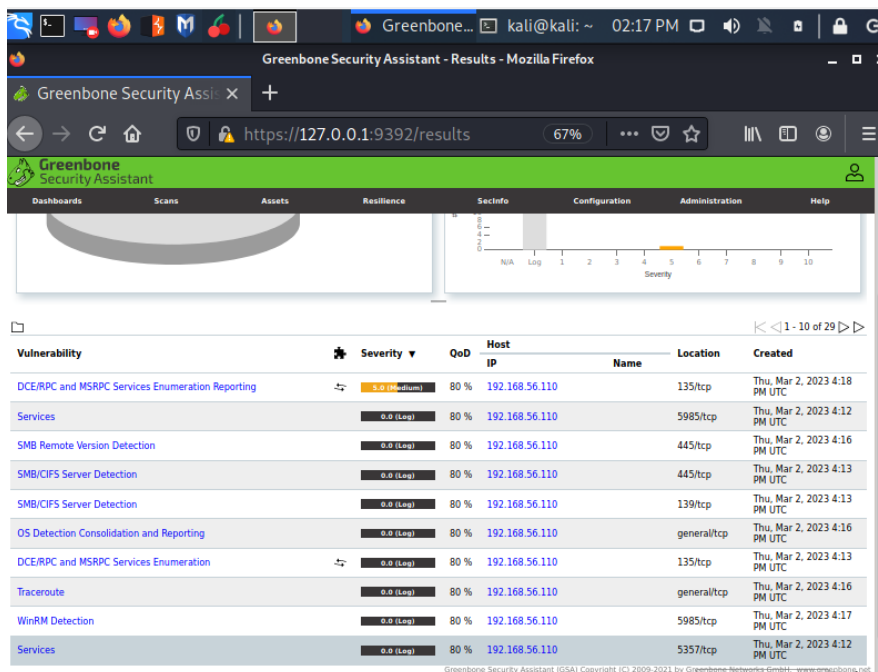 Greenbone... kali@kali: ~ 02:17 PM
Greenbone Security Assistant - Results - Mozilla Firefox
Greenbone Security Assis
https://127.0.0.1:9392/results 67%
Greenbone
Security Assistant
Dashboards Scans Assets Resilience SecInfo Configuration Administration Help
6
4
2
0
N/A Log 1 2 3 4 5 6 7 8 9 10
Severity
1 - 10 of 29
Vulnerability Severity ▼ QoD Host Location Created
IP Name
DCE/RPC and MSRPC Services Enumeration Reporting 5.0 (Medium) 80 % 192.168.56.110 135/tcp Thu, Mar 2, 2023 4:18
PM UTC
Services 0.0 (Log) 80 % 192.168.56.110 5985/tcp Thu, Mar 2, 2023 4:12
PM UTC
SMB Remote Version Detection 0.0 (Log) 80 % 192.168.56.110 445/tcp Thu, Mar 2, 2023 4:16
PM UTC
SMB/CIFS Server Detection 0.0 (Log) 80 % 192.168.56.110 445/tcp Thu, Mar 2, 2023 4:13
PM UTC
SMB/CIFS Server Detection 0.0 (Log) 80 % 192.168.56.110 139/tcp Thu, Mar 2, 2023 4:13
PM UTC
OS Detection Consolidation and Reporting 0.0 (Log) 80 % 192.168.56.110 general/tcp Thu, Mar 2, 2023 4:16
PM UTC
DCE/RPC and MSRPC Services Enumeration 0.0 (Log) 80 % 192.168.56.110 135/tcp Thu, Mar 2, 2023 4:13
PM UTC
Traceroute 0.0 (Log) 80 % 192.168.56.110 general/tcp Thu, Mar 2, 2023 4:16
PM UTC
WinRM Detection 0.0 (Log) 80 % 192.168.56.110 5985/tcp Thu, Mar 2, 2023 4:17
PM UTC
Services 0.0 (Log) 80 % 192.168.56.110 5357/tcp Thu, Mar 2, 2023 4:12
PM UTC
Greenbone Security Assistant (GSA) Copyright (C) 2009-2021 by Greenbone Networks GmbH, www.greenbone.net